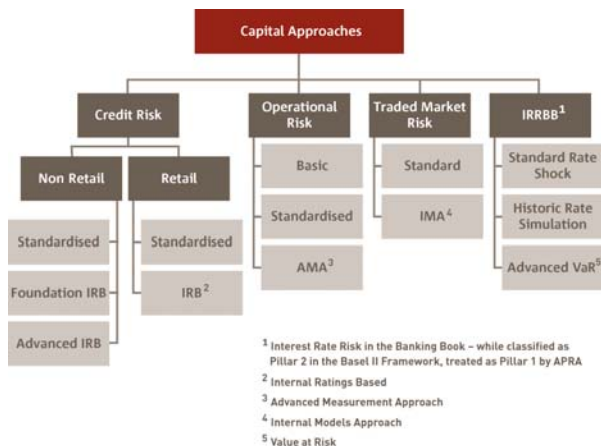 Capital Approaches
Credit Risk
Operational
Risk
Traded Market
Risk
IRRBB¹
Non Retail
Retail
Basic
Standard
Standard Rate
Shock
Standardised
Standardised
Standardised
IMA⁴
Historic Rate
Simulation
Foundation IRB
IRB²
AMA³
Advanced VaR⁵
Advanced IRB
¹ Interest Rate Risk in the Banking Book – while classified as
Pillar 2 in the Basel II Framework, treated as Pillar 1 by APRA
² Internal Ratings Based
³ Advanced Measurement Approach
⁴ Internal Models Approach
⁵ Value at Risk